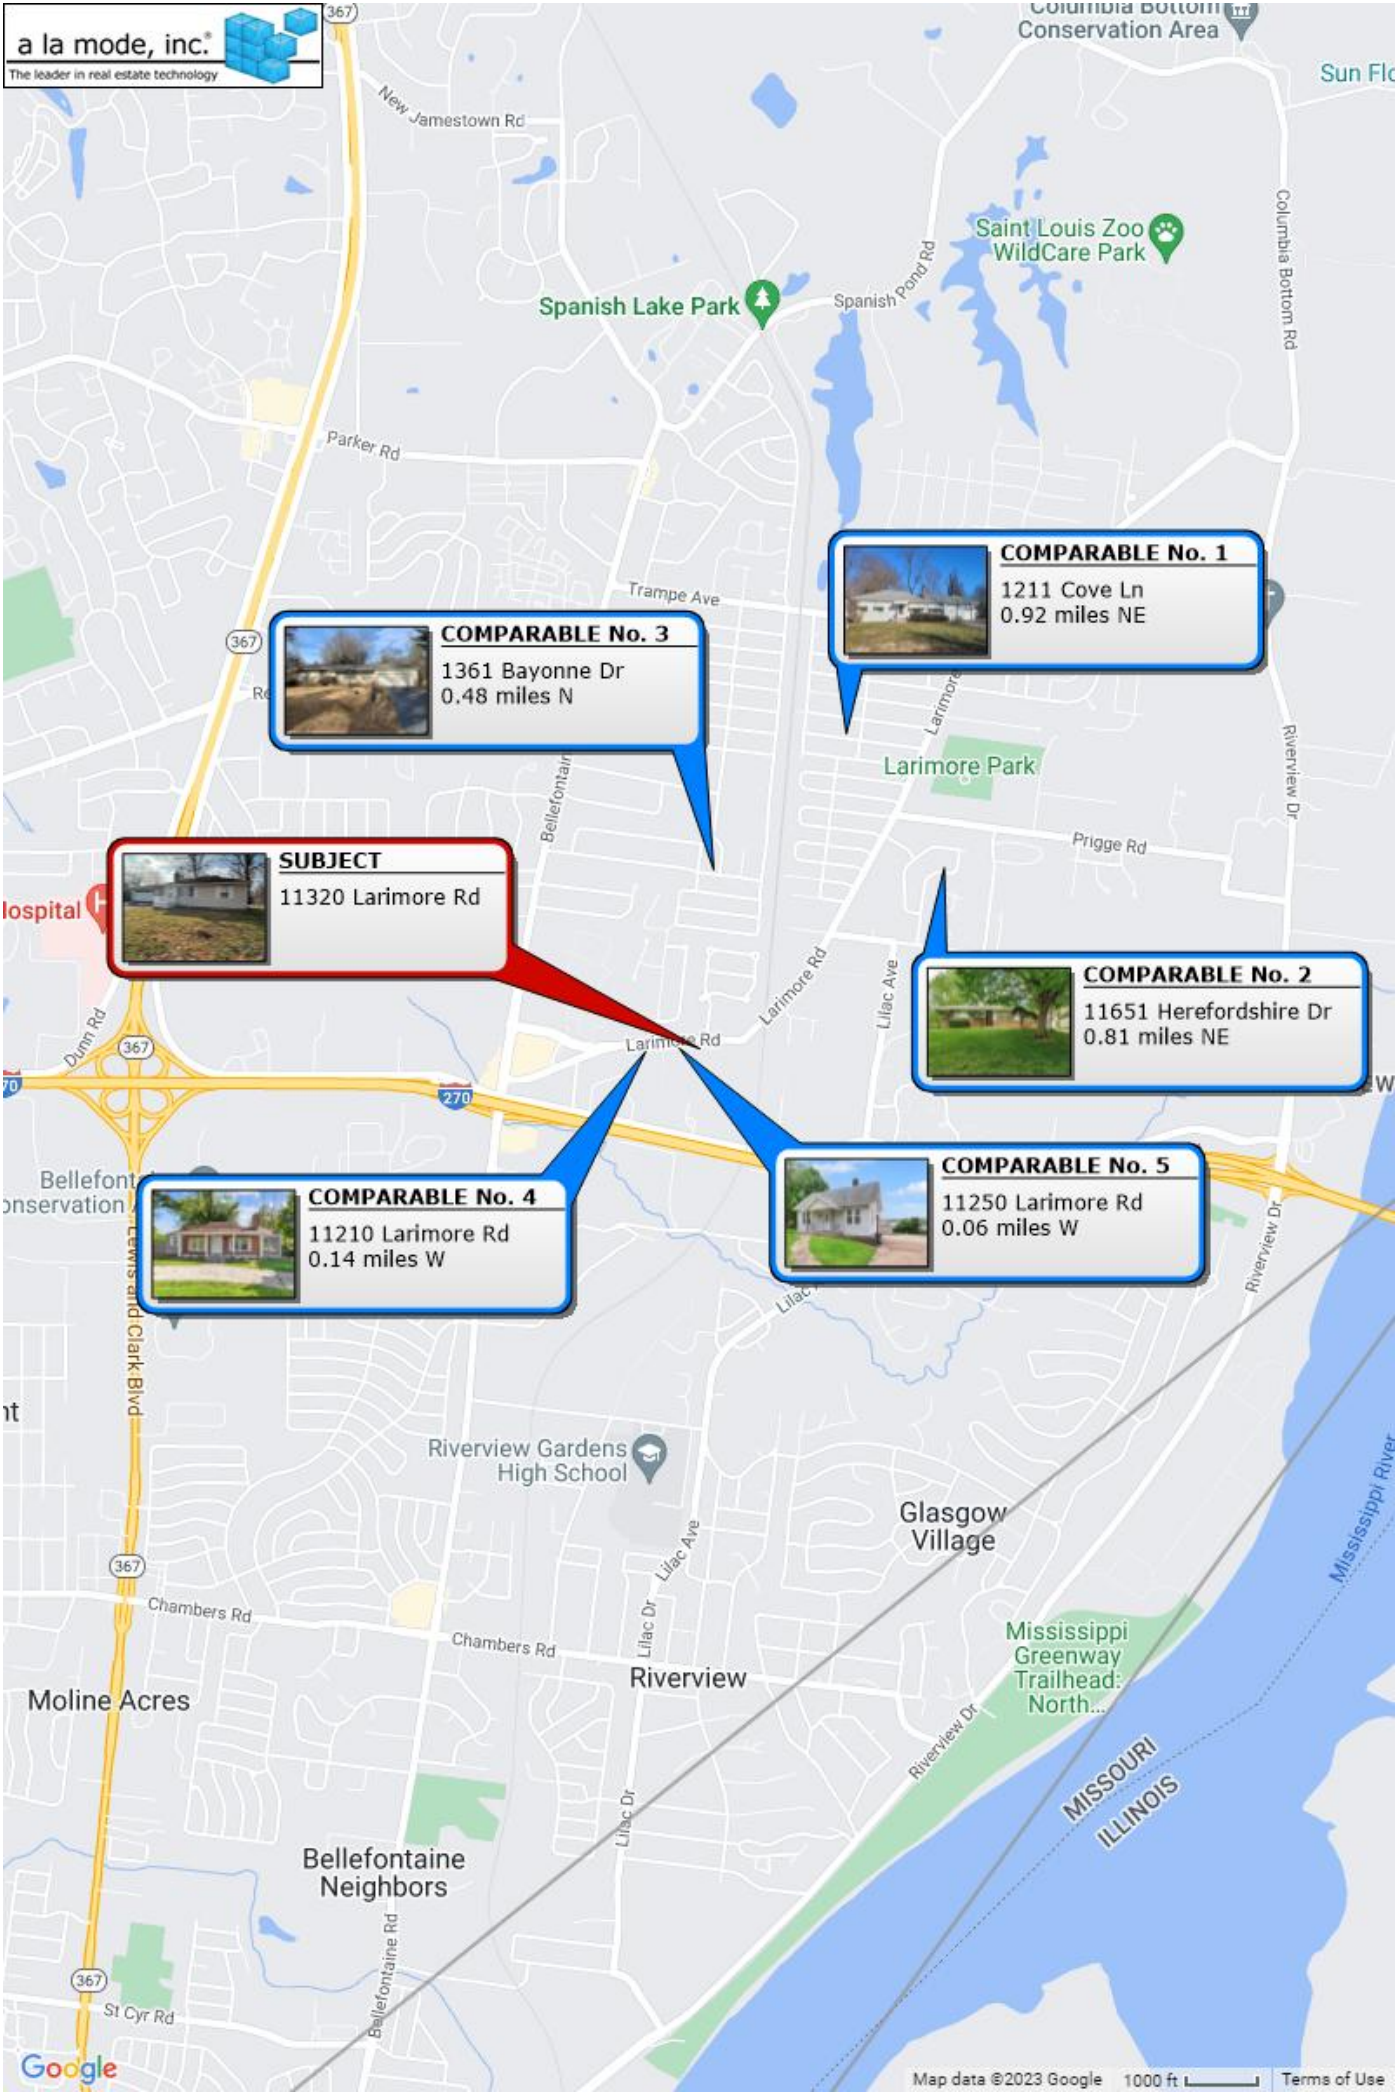 a la mode, inc.®
The leader in real estate technology
367
Columbia Bottom
Conservation Area
Sun Flo
New Jamestown Rd
Columbia Bottom Rd
Saint Louis Zoo
WildCare Park
Spanish Pond Rd
Spanish Lake Park
Parker Rd
COMPARABLE No. 1
1211 Cove Ln
0.92 miles NE
Trampe Ave
COMPARABLE No. 3
1361 Bayonne Dr
0.48 miles N
367
Re
Larimore
Larimore Park
Riverview Dr
Bellefontain
Prigge Rd
SUBJECT
11320 Larimore Rd
Hospital
H
Larimore Rd
Lilac Ave
COMPARABLE No. 2
11651 Herefordshire Dr
0.81 miles NE
Dunn Rd
367
Larimore Rd
70
270
W
COMPARABLE No. 5
11250 Larimore Rd
0.06 miles W
Bellefont
onservation
COMPARABLE No. 4
11210 Larimore Rd
0.14 miles W
Lewis and Clark Blvd
Riverview Dr
Lilac
nt
Riverview Gardens
High School
Glasgow
Village
Mississippi River
Lilac Ave
367
Chambers Rd
Lilac Dr
Chambers Rd
Riverview
Mississippi
Greenway
Trailhead:
North...
Moline Acres
Riverview Dr
MISSOURI
ILLINOIS
Lilac Dr
Bellefontaine
Neighbors
Bellefontaine Rd
367
St Cyr Rd
Google
Map data ©2023 Google
1000 ft
Terms of Use